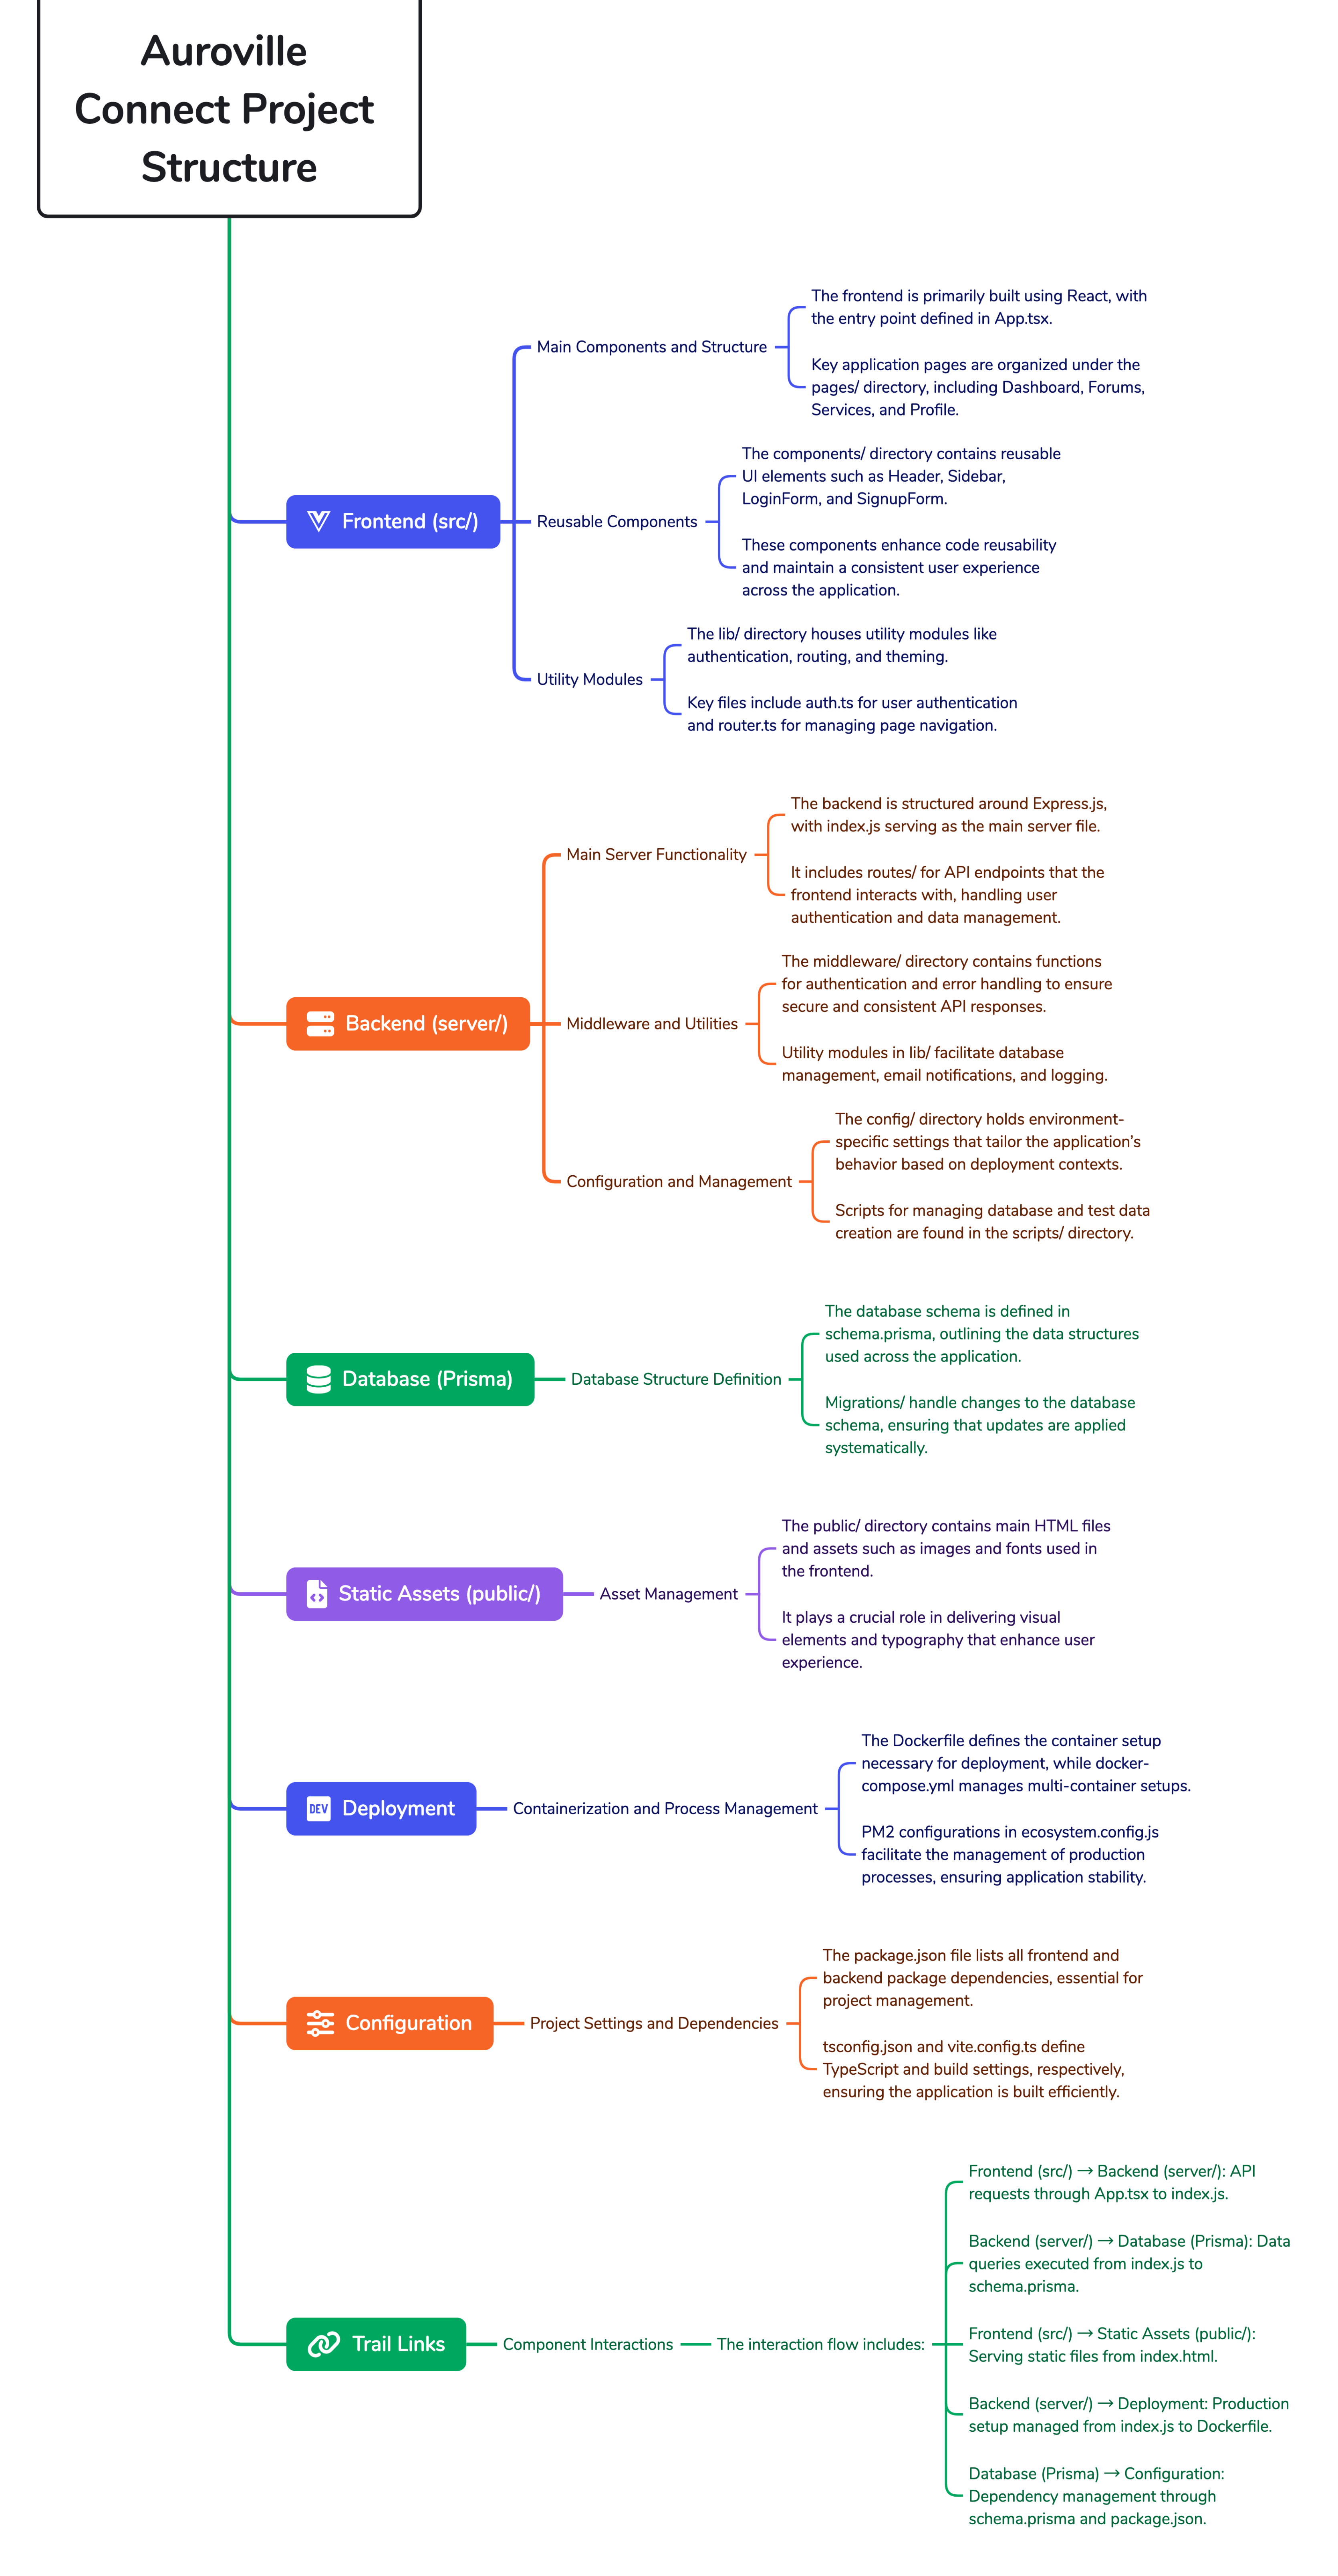 Auroville
Connect Project
Structure
Frontend (src/)
Main Components and Structure
The frontend is primarily built using React, with
the entry point defined in App.tsx.
Key application pages are organized under the
pages/ directory, including Dashboard, Forums,
Services, and Profile.
Reusable Components
The components/ directory contains reusable
UI elements such as Header, Sidebar,
LoginForm, and SignupForm.
These components enhance code reusability
and maintain a consistent user experience
across the application.
Utility Modules
The lib/ directory houses utility modules like
authentication, routing, and theming.
Key files include auth.ts for user authentication
and router.ts for managing page navigation.
Backend (server/)
Main Server Functionality
The backend is structured around Express.js,
with index.js serving as the main server file.
It includes routes/ for API endpoints that the
frontend interacts with, handling user
authentication and data management.
Middleware and Utilities
The middleware/ directory contains functions
for authentication and error handling to ensure
secure and consistent API responses.
Utility modules in lib/ facilitate database
management, email notifications, and logging.
Configuration and Management
The config/ directory holds environment-
specific settings that tailor the application's
behavior based on deployment contexts.
Scripts for managing database and test data
creation are found in the scripts/ directory.
Database (Prisma)
Database Structure Definition
The database schema is defined in
schema.prisma, outlining the data structures
used across the application.
Migrations/ handle changes to the database
schema, ensuring that updates are applied
systematically.
Static Assets (public/)
Asset Management
The public/ directory contains main HTML files
and assets such as images and fonts used in
the frontend.
It plays a crucial role in delivering visual
elements and typography that enhance user
experience.
DEV
Deployment
Containerization and Process Management
The Dockerfile defines the container setup
necessary for deployment, while docker-
compose.yml manages multi-container setups.
PM2 configurations in ecosystem.config.js
facilitate the management of production
processes, ensuring application stability.
Configuration
Project Settings and Dependencies
The package.json file lists all frontend and
backend package dependencies, essential for
project management.
tsconfig.json and vite.config.ts define
TypeScript and build settings, respectively,
ensuring the application is built efficiently.
Trail Links
Component Interactions
The interaction flow includes:
Frontend (src/) → Backend (server/): API
requests through App.tsx to index.js.
Backend (server/) → Database (Prisma): Data
queries executed from index.js to
schema.prisma.
Frontend (src/) → Static Assets (public/):
Serving static files from index.html.
Backend (server/) → Deployment: Production
setup managed from index.js to Dockerfile.
Database (Prisma) → Configuration:
Dependency management through
schema.prisma and package.json.